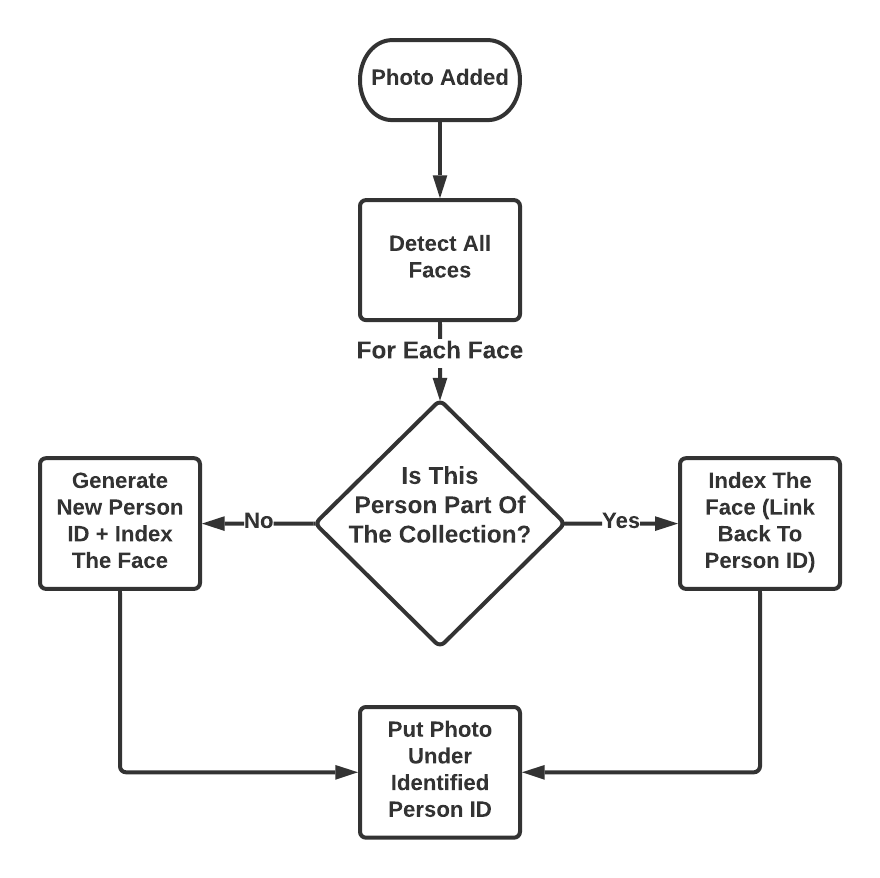 Photo Added
Detect All
Faces
For Each Face
Is This
Person Part Of
The Collection?
No
Yes
Generate
New Person
ID + Index
The Face
Index The
Face (Link
Back To
Person ID)
Put Photo
Under
Identified
Person ID